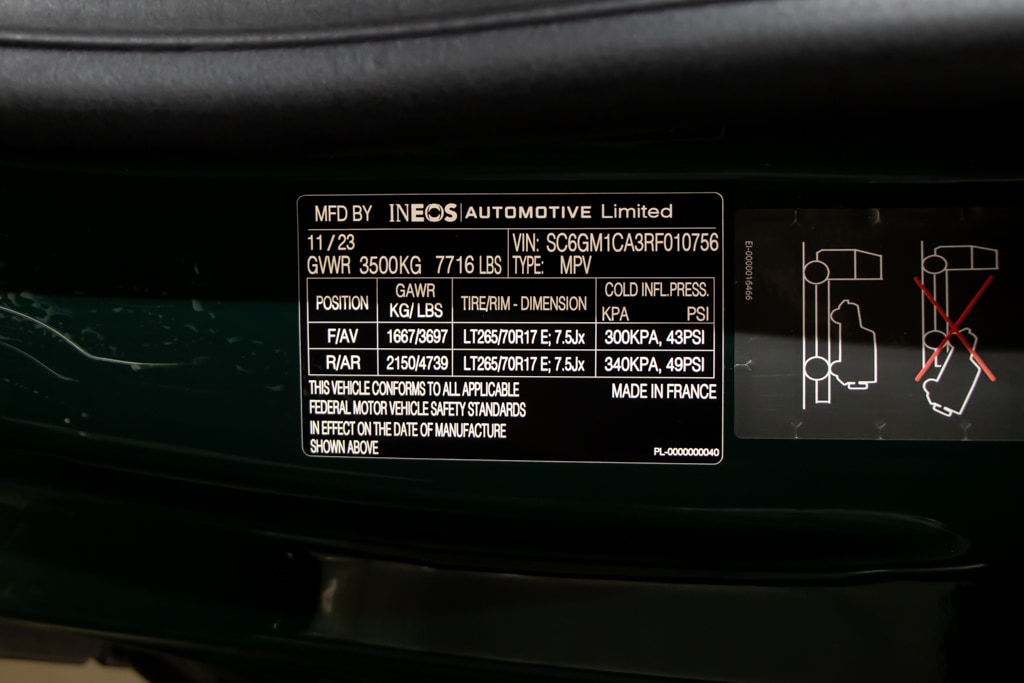 MFD BY INEOS AUTOMOTIVE Limited
11 / 23
VIN: SC6GM1CA3RF010756
GVWR 3500KG 7716 LBS
TYPE: MPV
POSITION GAWR KG/ LBS TIRE/RIM - DIMENSION COLD INFL.PRESS. KPA PSI
F/AV 1667/3697 LT265/70R17 E; 7.5Jx 300KPA, 43PSI
R/AR 2150/4739 LT265/70R17 E; 7.5Jx 340KPA, 49PSI
THIS VEHICLE CONFORMS TO ALL APPLICABLE
MADE IN FRANCE
FEDERAL MOTOR VEHICLE SAFETY STANDARDS
IN EFFECT ON THE DATE OF MANUFACTURE
SHOWN ABOVE
PL-0000000040
EI-0000016466